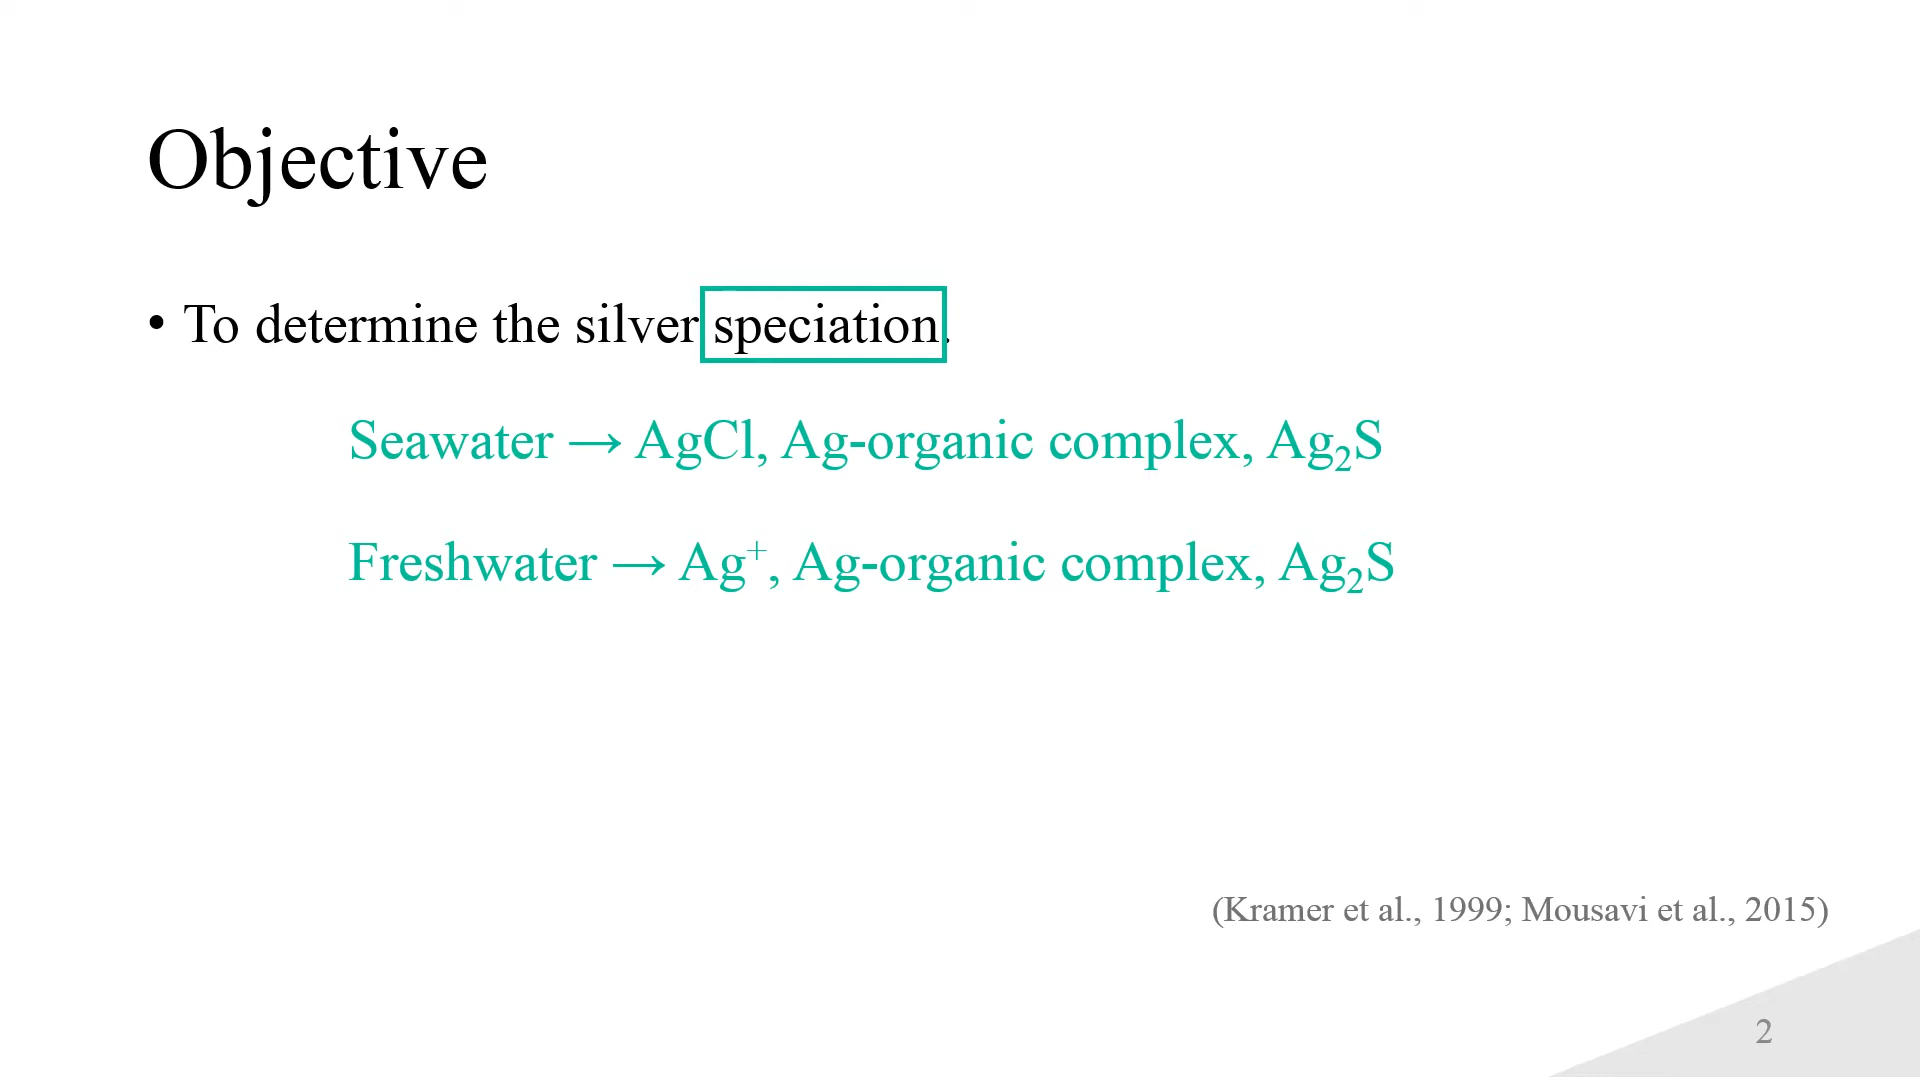 Objective
• To determine the silver speciation.
Seawater → AgCl, Ag-organic complex, Ag₂S
Freshwater → Ag⁺, Ag-organic complex, Ag₂S
(Kramer et al., 1999; Mousavi et al., 2015)
2